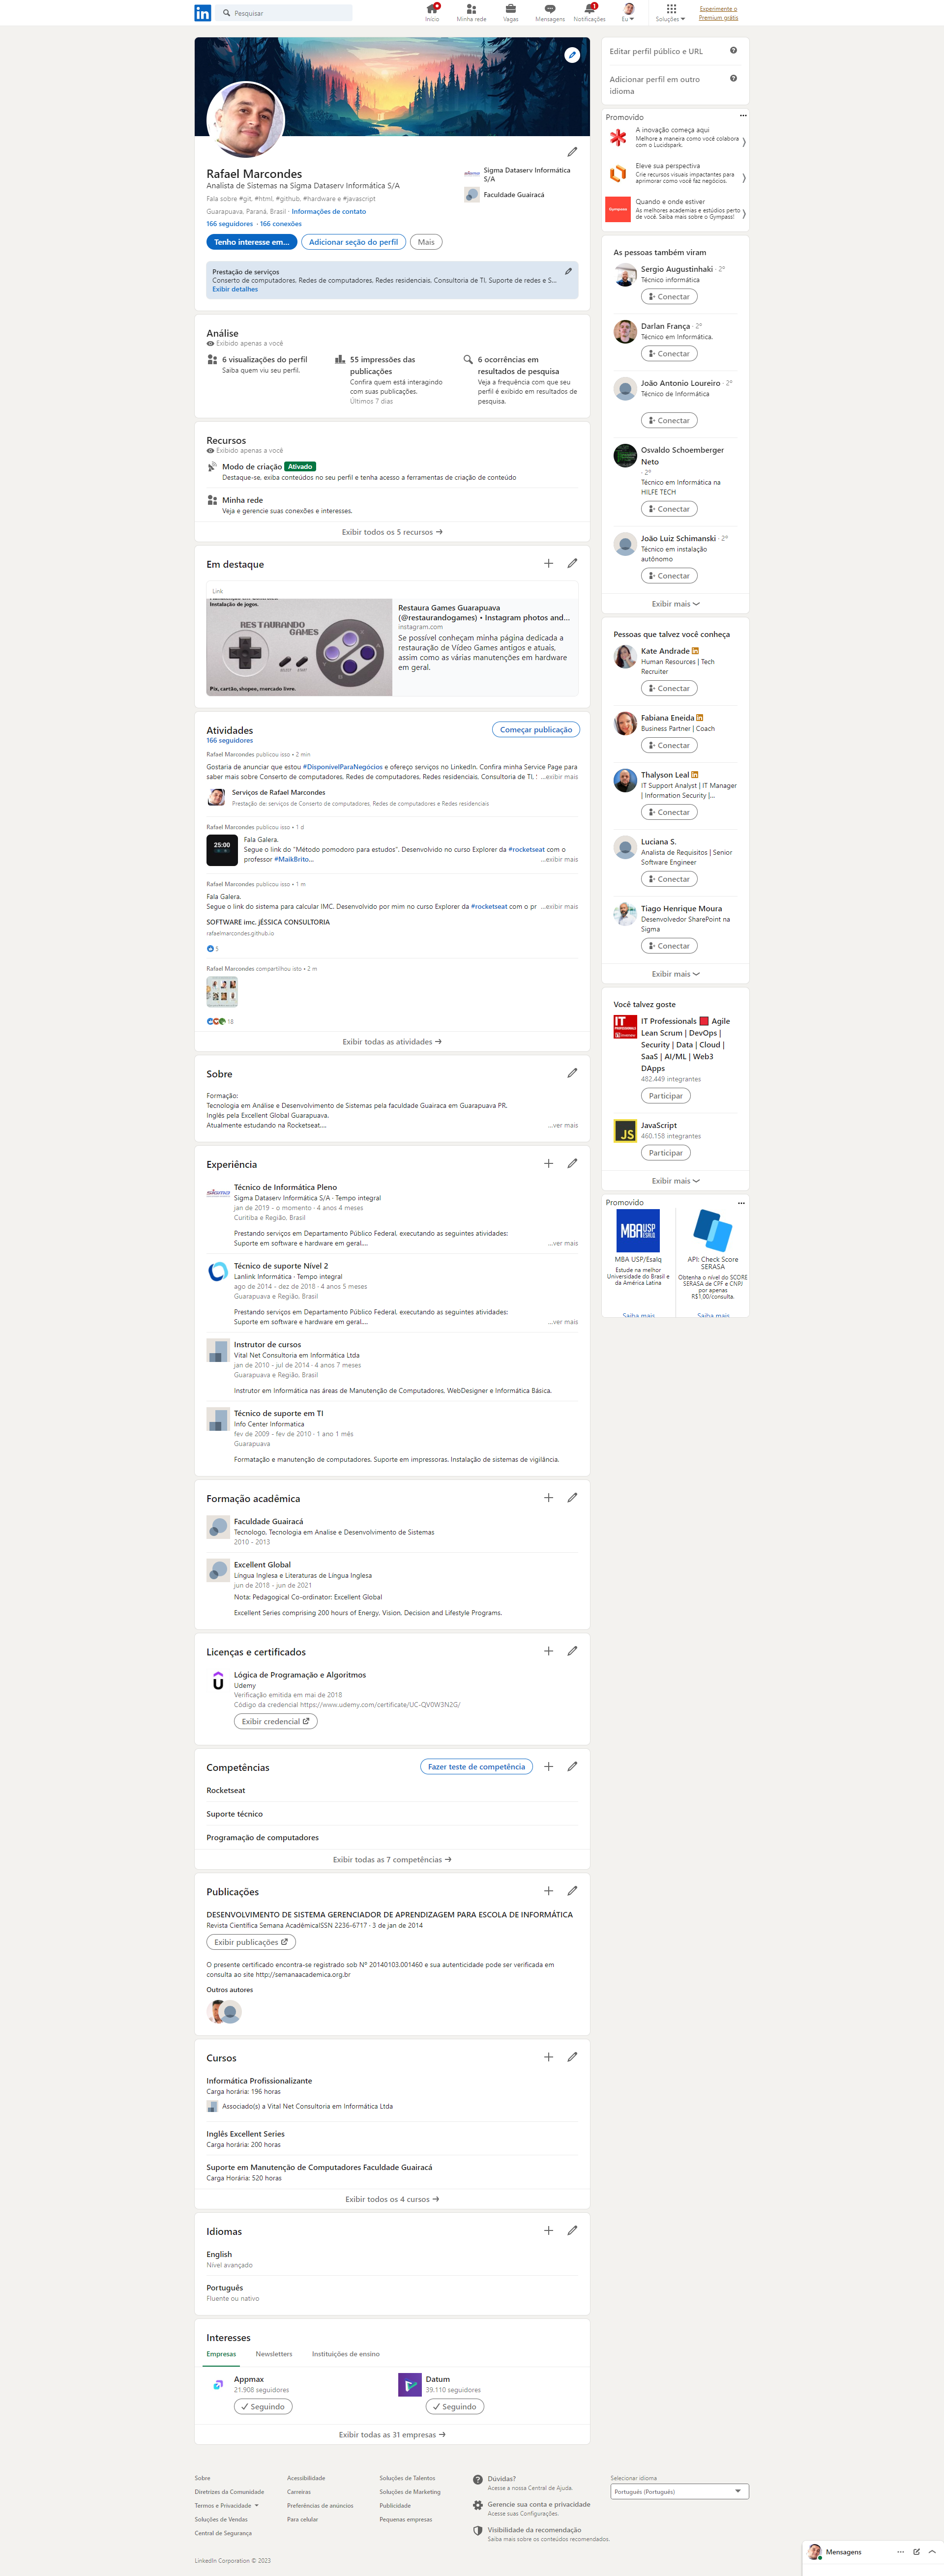 in
Pesquisar
Início
Minha rede
Vagas
Mensagens
1
Notificações
Eu
Soluções
Experimente o
Premium grátis
Rafael Marcondes
Analista de Sistemas na Sigma Dataserv Informática S/A
Fala sobre #git, #html, #github, #hardware e #javascript
Guarapuava, Paraná, Brasil · Informações de contato
166 seguidores · 166 conexões
Tenho interesse em...
Adicionar seção do perfil
Mais
Sigma Dataserv Informática
S/A
Faculdade Guairacá
Prestação de serviços
Conserto de computadores, Redes de computadores, Redes residenciais, Consultoria de TI, Suporte de redes e S...
Exibir detalhes
Análise
Exibido apenas a você
6 visualizações do perfil
Saiba quem viu seu perfil.
55 impressões das
publicações
Confira quem está interagindo
com suas publicações.
Últimos 7 dias
6 ocorrências em
resultados de pesquisa
Veja a frequência com que seu
perfil é exibido em resultados de
pesquisa.
Recursos
Exibido apenas a você
Modo de criação Ativado
Destaque-se, exiba conteúdos no seu perfil e tenha acesso a ferramentas de criação de conteúdo
Minha rede
Veja e gerencie suas conexões e interesses.
Exibir todos os 5 recursos →
Em destaque
Link
Instalação de jogos.
RESTAURANDO
GAMES
Pix, cartão, shopee, mercado livre.
Restaura Games Guarapuava
(@restaurandogames) • Instagram photos and...
instagram.com
Se possível conheçam minha página dedicada a
restauração de Vídeo Games antigos e atuais,
assim como as várias manutenções em hardware
em geral.
Atividades
166 seguidores
Começar publicação
Rafael Marcondes publicou isso • 2 min
Gostaria de anunciar que estou #DisponívelParaNegócios e ofereço serviços no LinkedIn. Confira minha Service Page para
saber mais sobre Conserto de computadores, Redes de computadores, Redes residenciais, Consultoria de TI, ...exibir mais
Serviços de Rafael Marcondes
Prestação de: serviços de Conserto de computadores, Redes de computadores e Redes residenciais
Rafael Marcondes publicou isso • 1 d
25:00
Fala Galera,
Segue o link do "Método pomodoro para estudos". Desenvolvido no curso Explorer da #rocketseat com o
professor #MaikBrito... ...exibir mais
Rafael Marcondes publicou isso • 1 m
Fala Galera,
Segue o link do sistema para calcular IMC, Desenvolvido por mim no curso Explorer da #rocketseat com o pr ...exibir mais
SOFTWARE imc. jÉSSICA CONSULTORIA
rafaelmarcondes.github.io
5
Rafael Marcondes compartilhou isto • 2 m
18
Exibir todas as atividades →
Sobre
Formação:
Tecnologia em Análise e Desenvolvimento de Sistemas pela faculdade Guairaca em Guarapuava PR.
Inglês pela Excellent Global Guarapuava.
Atualmente estudando na Rocketseat.... ...ver mais
Experiência
sigma
Técnico de Informática Pleno
Sigma Dataserv Informática S/A · Tempo integral
jan de 2019 - o momento · 4 anos 4 meses
Curitiba e Região, Brasil
Prestando serviços em Departamento Público Federal, executando as seguintes atividades:
Suporte em software e hardware em geral.... ...ver mais
Técnico de suporte Nível 2
Lanlink Informática · Tempo integral
ago de 2014 - dez de 2018 · 4 anos 5 meses
Guarapuava e Região, Brasil
Prestando serviços em Departamento Público Federal, executando as seguintes atividades:
Suporte em software e hardware em geral.... ...ver mais
Instrutor de cursos
Vital Net Consultoria em Informática Ltda
jan de 2010 - jul de 2014 · 4 anos 7 meses
Guarapuava e Região, Brasil
Instrutor em Informática nas áreas de Manutenção de Computadores, WebDesigner e Informática Básica.
Técnico de suporte em TI
Info Center Informatica
fev de 2009 - fev de 2010 · 1 ano 1 mês
Guarapuava
Formatação e manutenção de computadores, Suporte em impressoras, Instalação de sistemas de vigilância.
Formação acadêmica
Faculdade Guairacá
Tecnologo, Tecnologia em Analise e Desenvolvimento de Sistemas
2010 - 2013
Excellent Global
Língua Inglesa e Literaturas de Língua Inglesa
jun de 2018 - jun de 2021
Nota: Pedagogical Co-ordinator: Excellent Global
Excellent Series comprising 200 hours of Energy, Vision, Decision and Lifestyle Programs.
Licenças e certificados
Lógica de Programação e Algoritmos
Udemy
Verificação emitida em mai de 2018
Código da credencial https://www.udemy.com/certificate/UC-QV0W3N2G/
Exibir credencial
Competências
Fazer teste de competência
Rocketseat
Suporte técnico
Programação de computadores
Exibir todas as 7 competências →
Publicações
DESENVOLVIMENTO DE SISTEMA GERENCIADOR DE APRENDIZAGEM PARA ESCOLA DE INFORMÁTICA
Revista Científica Semana AcadêmicaISSN 2236-6717 · 3 de jan de 2014
Exibir publicações
O presente certificado encontra-se registrado sob Nº 20140103.001460 e sua autenticidade pode ser verificada em
consulta ao site http://semanaacademica.org.br
Outros autores
Cursos
Informática Profissionalizante
Carga horária: 196 horas
Associado(s) a Vital Net Consultoria em Informática Ltda
Inglês Excellent Series
Carga horária: 200 horas
Suporte em Manutenção de Computadores Faculdade Guairacá
Carga Horária: 520 horas
Exibir todos os 4 cursos →
Idiomas
English
Nível avançado
Português
Fluente ou nativo
Interesses
Empresas
Newsletters
Instituições de ensino
Appmax
21.908 seguidores
Seguindo
Datum
39.110 seguidores
Seguindo
Exibir todas as 31 empresas →
Editar perfil público e URL
Adicionar perfil em outro
idioma
Promovido
A inovação começa aqui
Melhore a maneira como você colabora
com o Lucidspark.
Eleve sua perspectiva
Crie recursos visuais impactantes para
aprimorar como você faz negócios.
Gympass
Quando e onde estiver
As melhores academias e estúdios perto
de você. Saiba mais sobre o Gympass!
As pessoas também viram
Sergio Augustinhaki · 2º
Técnico informática
Conectar
Darlan França · 2º
Técnico em Informática.
Conectar
João Antonio Loureiro · 2º
Técnico de Informática
Conectar
Osvaldo Schoemberger
Neto
· 2º
Técnico em Informática na
HILFE TECH
Conectar
João Luiz Schimanski · 2º
Técnico em instalação
autônomo
Conectar
Exibir mais
Pessoas que talvez você conheça
Kate Andrade
Human Resources | Tech
Recruiter
Conectar
Fabiana Eneida
Business Partner | Coach
Conectar
Thalyson Leal
IT Support Analyst | IT Manager
| Information Security |...
Conectar
Luciana S.
Analista de Requisitos | Senior
Software Engineer
Conectar
Tiago Henrique Moura
Desenvolvedor SharePoint na
Sigma
Conectar
Exibir mais
Você talvez goste
IT
IT Professionals 🟥 Agile
Lean Scrum | DevOps |
Security | Data | Cloud |
SaaS | AI/ML | Web3
DApps
482.449 integrantes
Participar
JS
JavaScript
460.158 integrantes
Participar
Exibir mais
Promovido
MBA USP
ESALQ
MBA USP/Esalq
Estude na melhor
Universidade do Brasil e
da América Latina
Saiba mais
API: Check Score
SERASA
Obtenha o nível do SCORE
SERASA de CPF e CNPJ
por apenas
R$1,00/consulta.
Saiba mais
Sobre
Acessibilidade
Soluções de Talentos
Diretrizes da Comunidade
Carreiras
Soluções de Marketing
Termos e Privacidade
Preferências de anúncios
Publicidade
Soluções de Vendas
Para celular
Pequenas empresas
Central de Segurança
Dúvidas?
Acesse a nossa Central de Ajuda.
Gerencie sua conta e privacidade
Acesse suas Configurações.
Visibilidade da recomendação
Saiba mais sobre os conteúdos recomendados.
Selecionar idioma
Português (Português)
LinkedIn Corporation © 2023
Mensagens